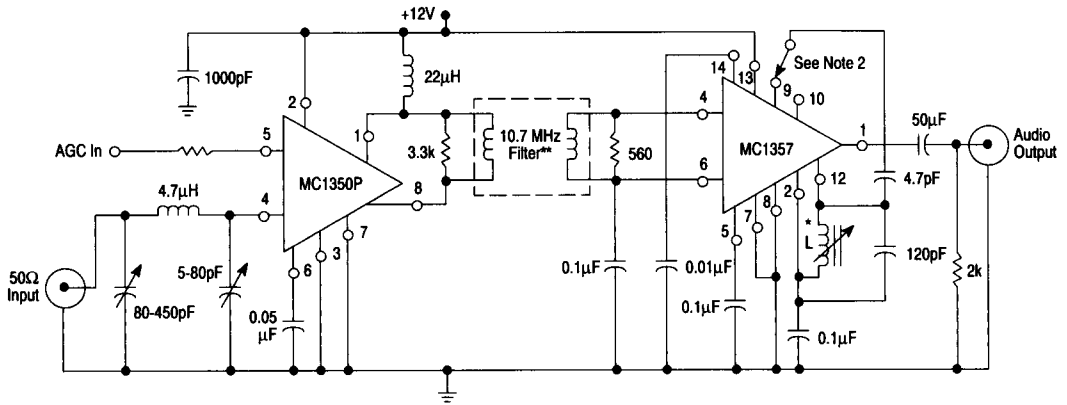 +12V
1000pF
22μH
See Note 2
14
13
9
10
2
1
5
AGC In
3.3k
10.7 MHz
Filter**
4
560
MC1350P
8
MC1357
1
50μF
Audio
Output
6
4.7μH
4
7
12
2
4.7pF
5
7
8
*
L
50Ω
Input
80-450pF
5-80pF
6
3
7
0.05
μF
0.1μF
0.01μF
0.1μF
120pF
2k
0.1μF